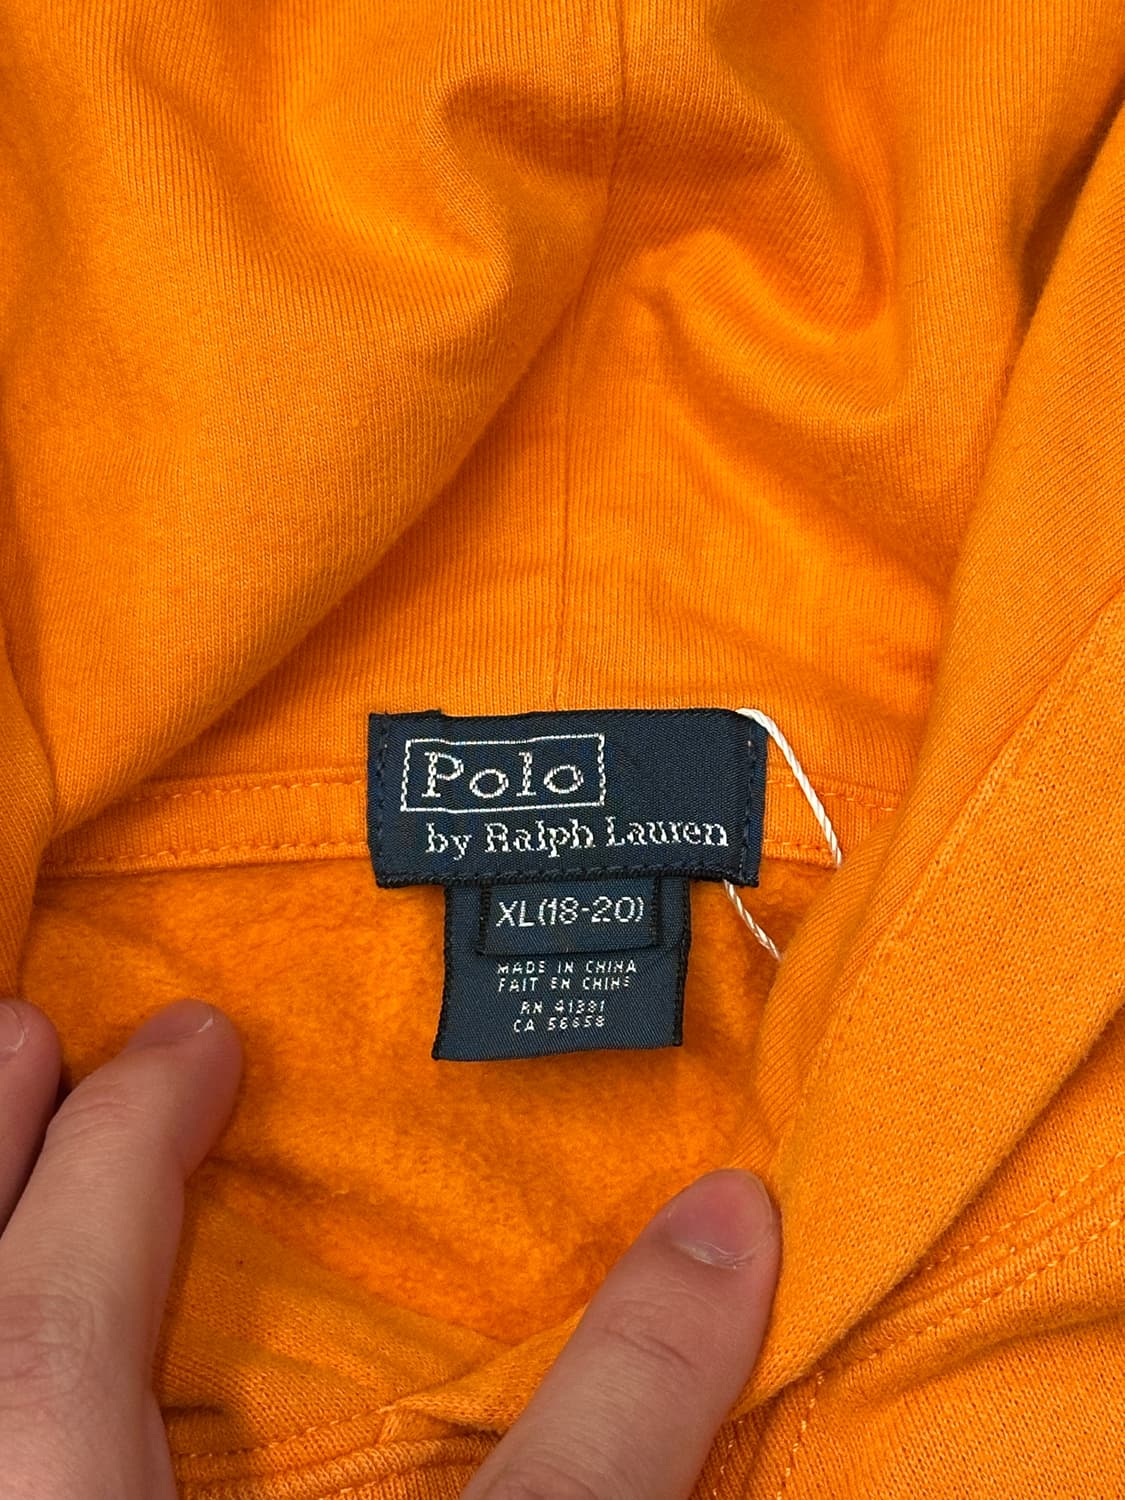 Polo
by Ralph Lauren
XL(18-20)
MADE IN CHINA
FAIT EN CHINE
RN 41381
CA 56658